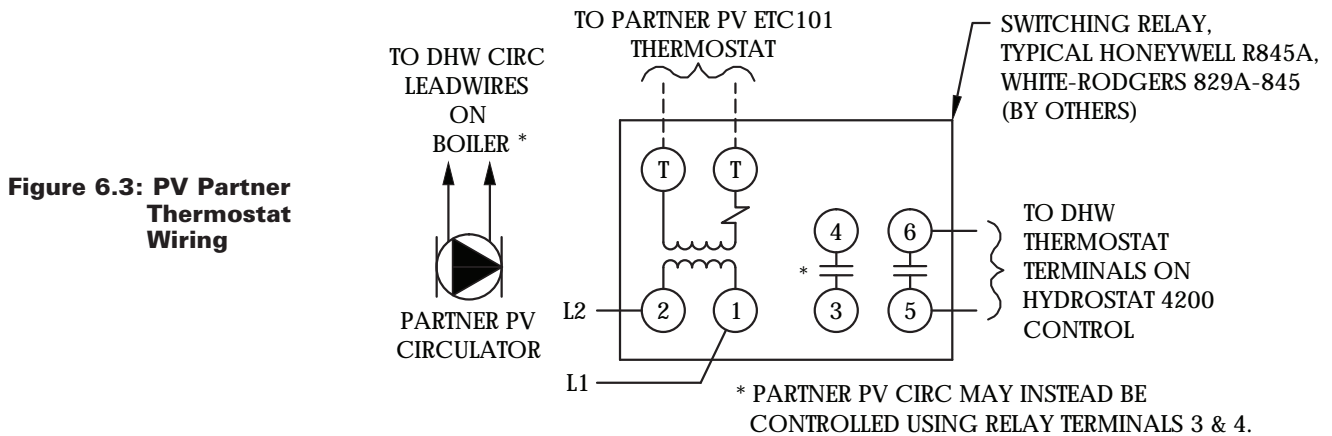 Figure 6.3: PV Partner
Thermostat
Wiring
TO DHW CIRC
LEADWIRES
ON
BOILER *
PARTNER PV
CIRCULATOR
TO PARTNER PV ETC101
THERMOSTAT
SWITCHING RELAY,
TYPICAL HONEYWELL R845A,
WHITE-RODGERS 829A-845
(BY OTHERS)
T T
4 6
*
L2 2 1 3 5
L1
TO DHW
THERMOSTAT
TERMINALS ON
HYDROSTAT 4200
CONTROL
* PARTNER PV CIRC MAY INSTEAD BE
CONTROLLED USING RELAY TERMINALS 3 & 4.